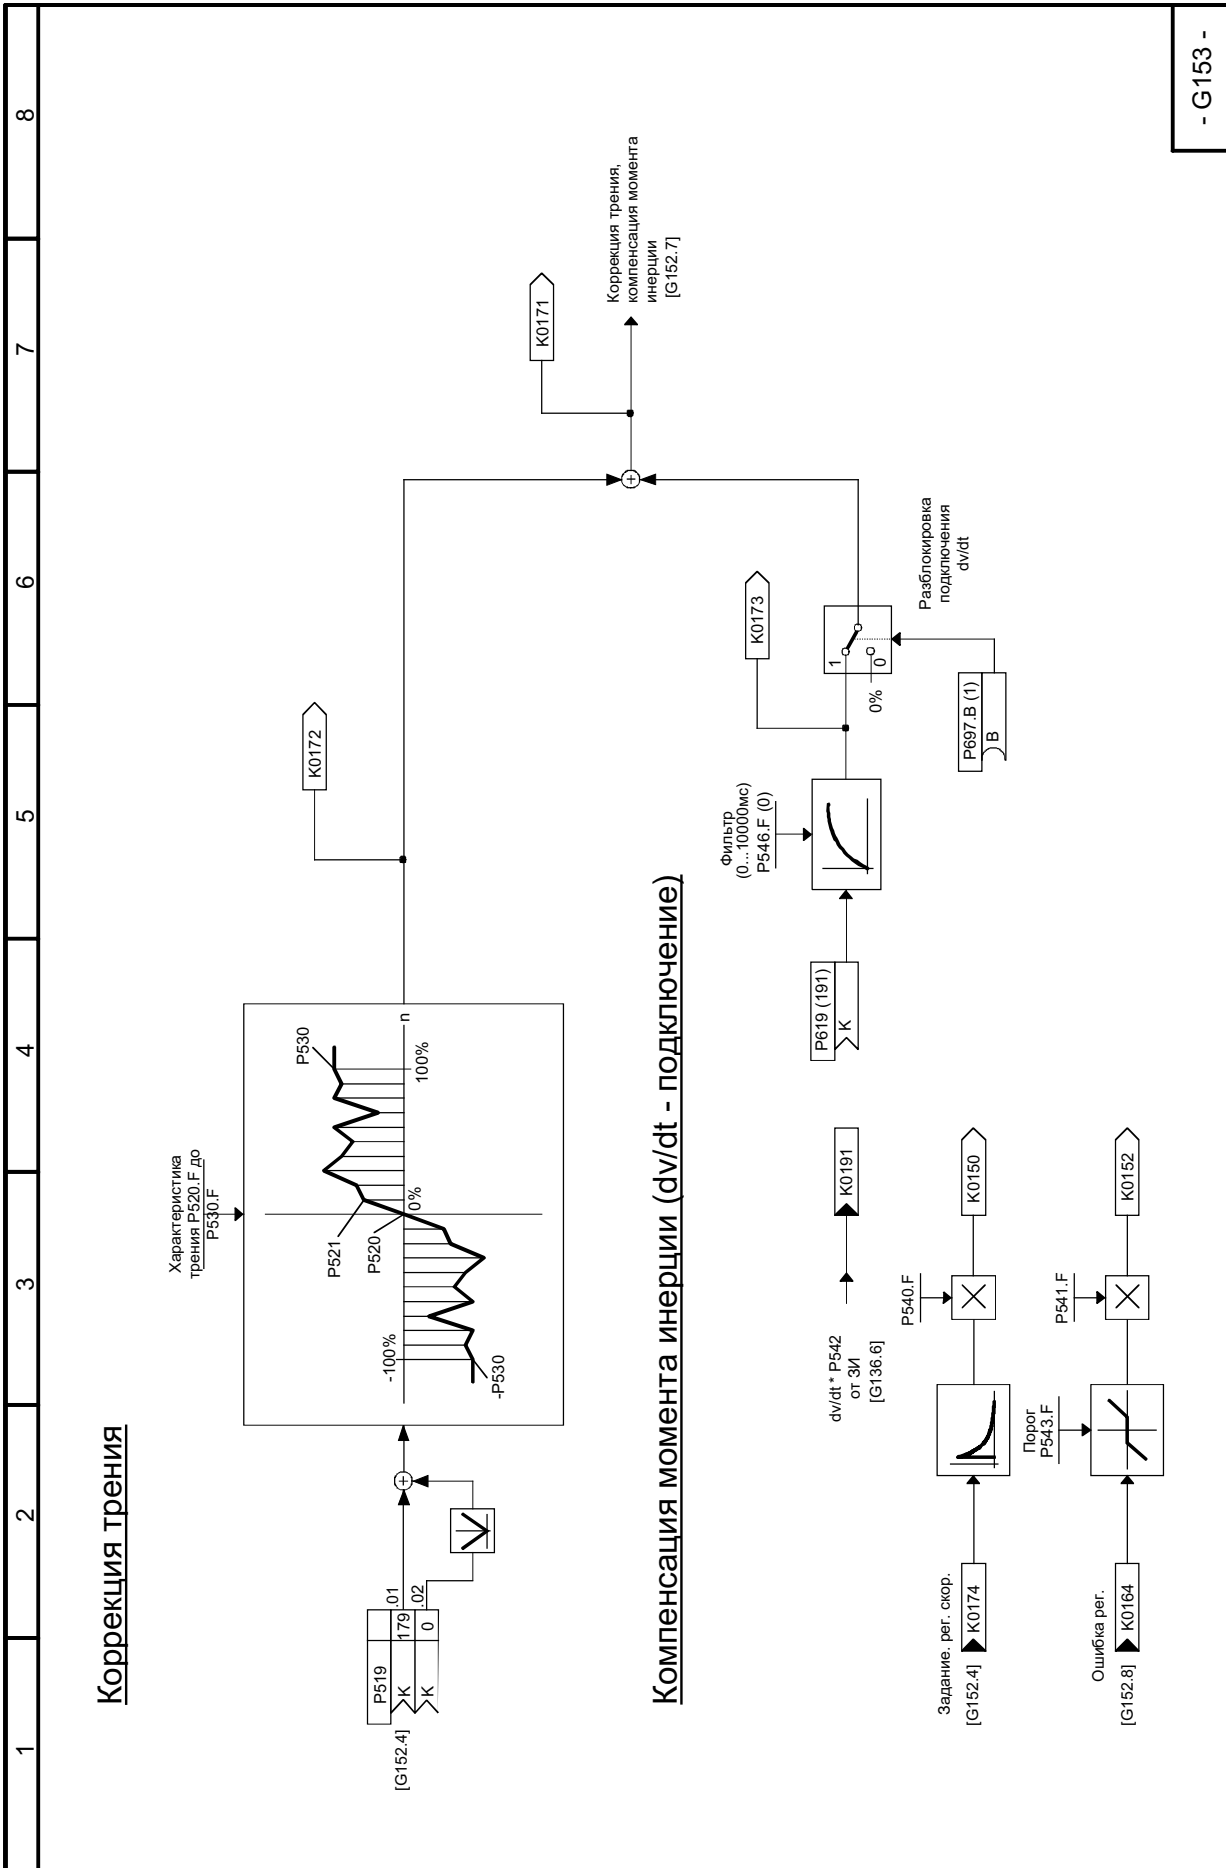 1
2
3
4
5
6
7
8
Коррекция трения
Характеристика
трения P520.F до
P530.F
P530
P521
P520
n
100%
0%
-100%
-P530
K0172
[G152.4]
P519
K
179
.01
K
0
.02
K0171
Коррекция трения,
компенсация момента
инерции
[G152.7]
Компенсация момента инерции (dv/dt - подключение)
Фильтр
(0...10000мс)
P546.F (0)
P619 (191)
K
K0173
1
0
0%
Разблокировка
подключения
dv/dt
P697.B (1)
B
dv/dt * P542
от ЗИ
[G136.6]
K0191
Задание. рег. скор.
[G152.4]
K0174
P540.F
K0150
Ошибка рег.
[G152.8]
K0164
Порог
P543.F
P541.F
K0152
- G153 -